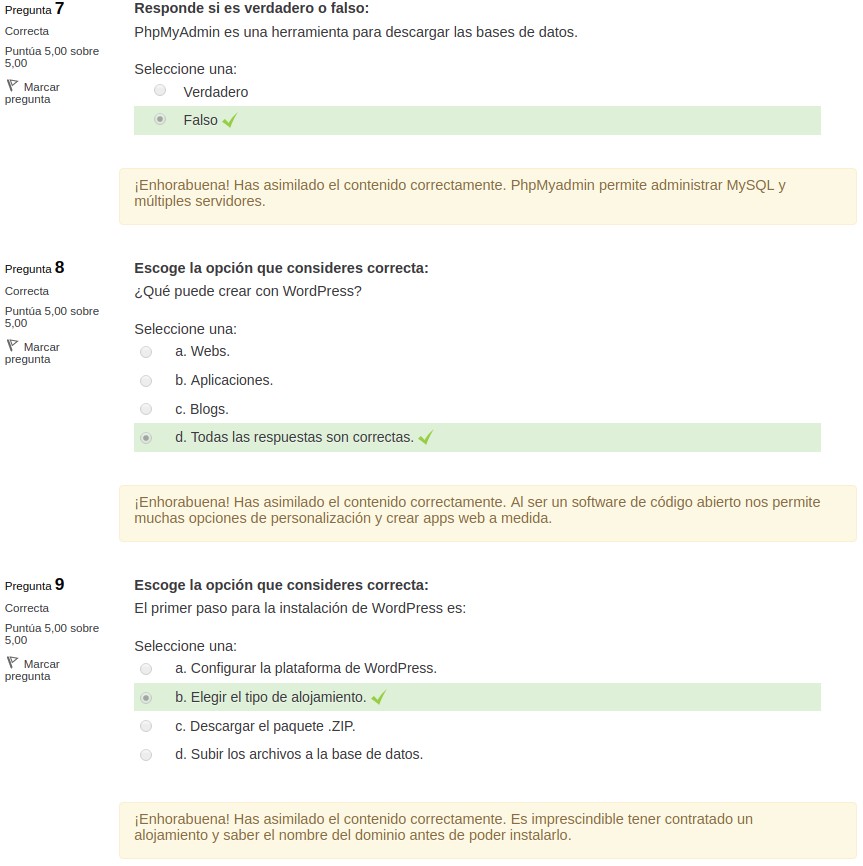 Pregunta 7
Correcta
Puntúa 5,00 sobre
5,00
Marcar
pregunta
Responde si es verdadero o falso:
PhpMyAdmin es una herramienta para descargar las bases de datos.
Seleccione una:
Verdadero
Falso
¡Enhorabuena! Has asimilado el contenido correctamente. PhpMyadmin permite administrar MySQL y
múltiples servidores.
Pregunta 8
Correcta
Puntúa 5,00 sobre
5,00
Marcar
pregunta
Escoge la opción que consideres correcta:
¿Qué puede crear con WordPress?
Seleccione una:
a. Webs.
b. Aplicaciones.
c. Blogs.
d. Todas las respuestas son correctas.
¡Enhorabuena! Has asimilado el contenido correctamente. Al ser un software de código abierto nos permite
muchas opciones de personalización y crear apps web a medida.
Pregunta 9
Correcta
Puntúa 5,00 sobre
5,00
Marcar
pregunta
Escoge la opción que consideres correcta:
El primer paso para la instalación de WordPress es:
Seleccione una:
a. Configurar la plataforma de WordPress.
b. Elegir el tipo de alojamiento.
c. Descargar el paquete .ZIP.
d. Subir los archivos a la base de datos.
¡Enhorabuena! Has asimilado el contenido correctamente. Es imprescindible tener contratado un
alojamiento y saber el nombre del dominio antes de poder instalarlo.